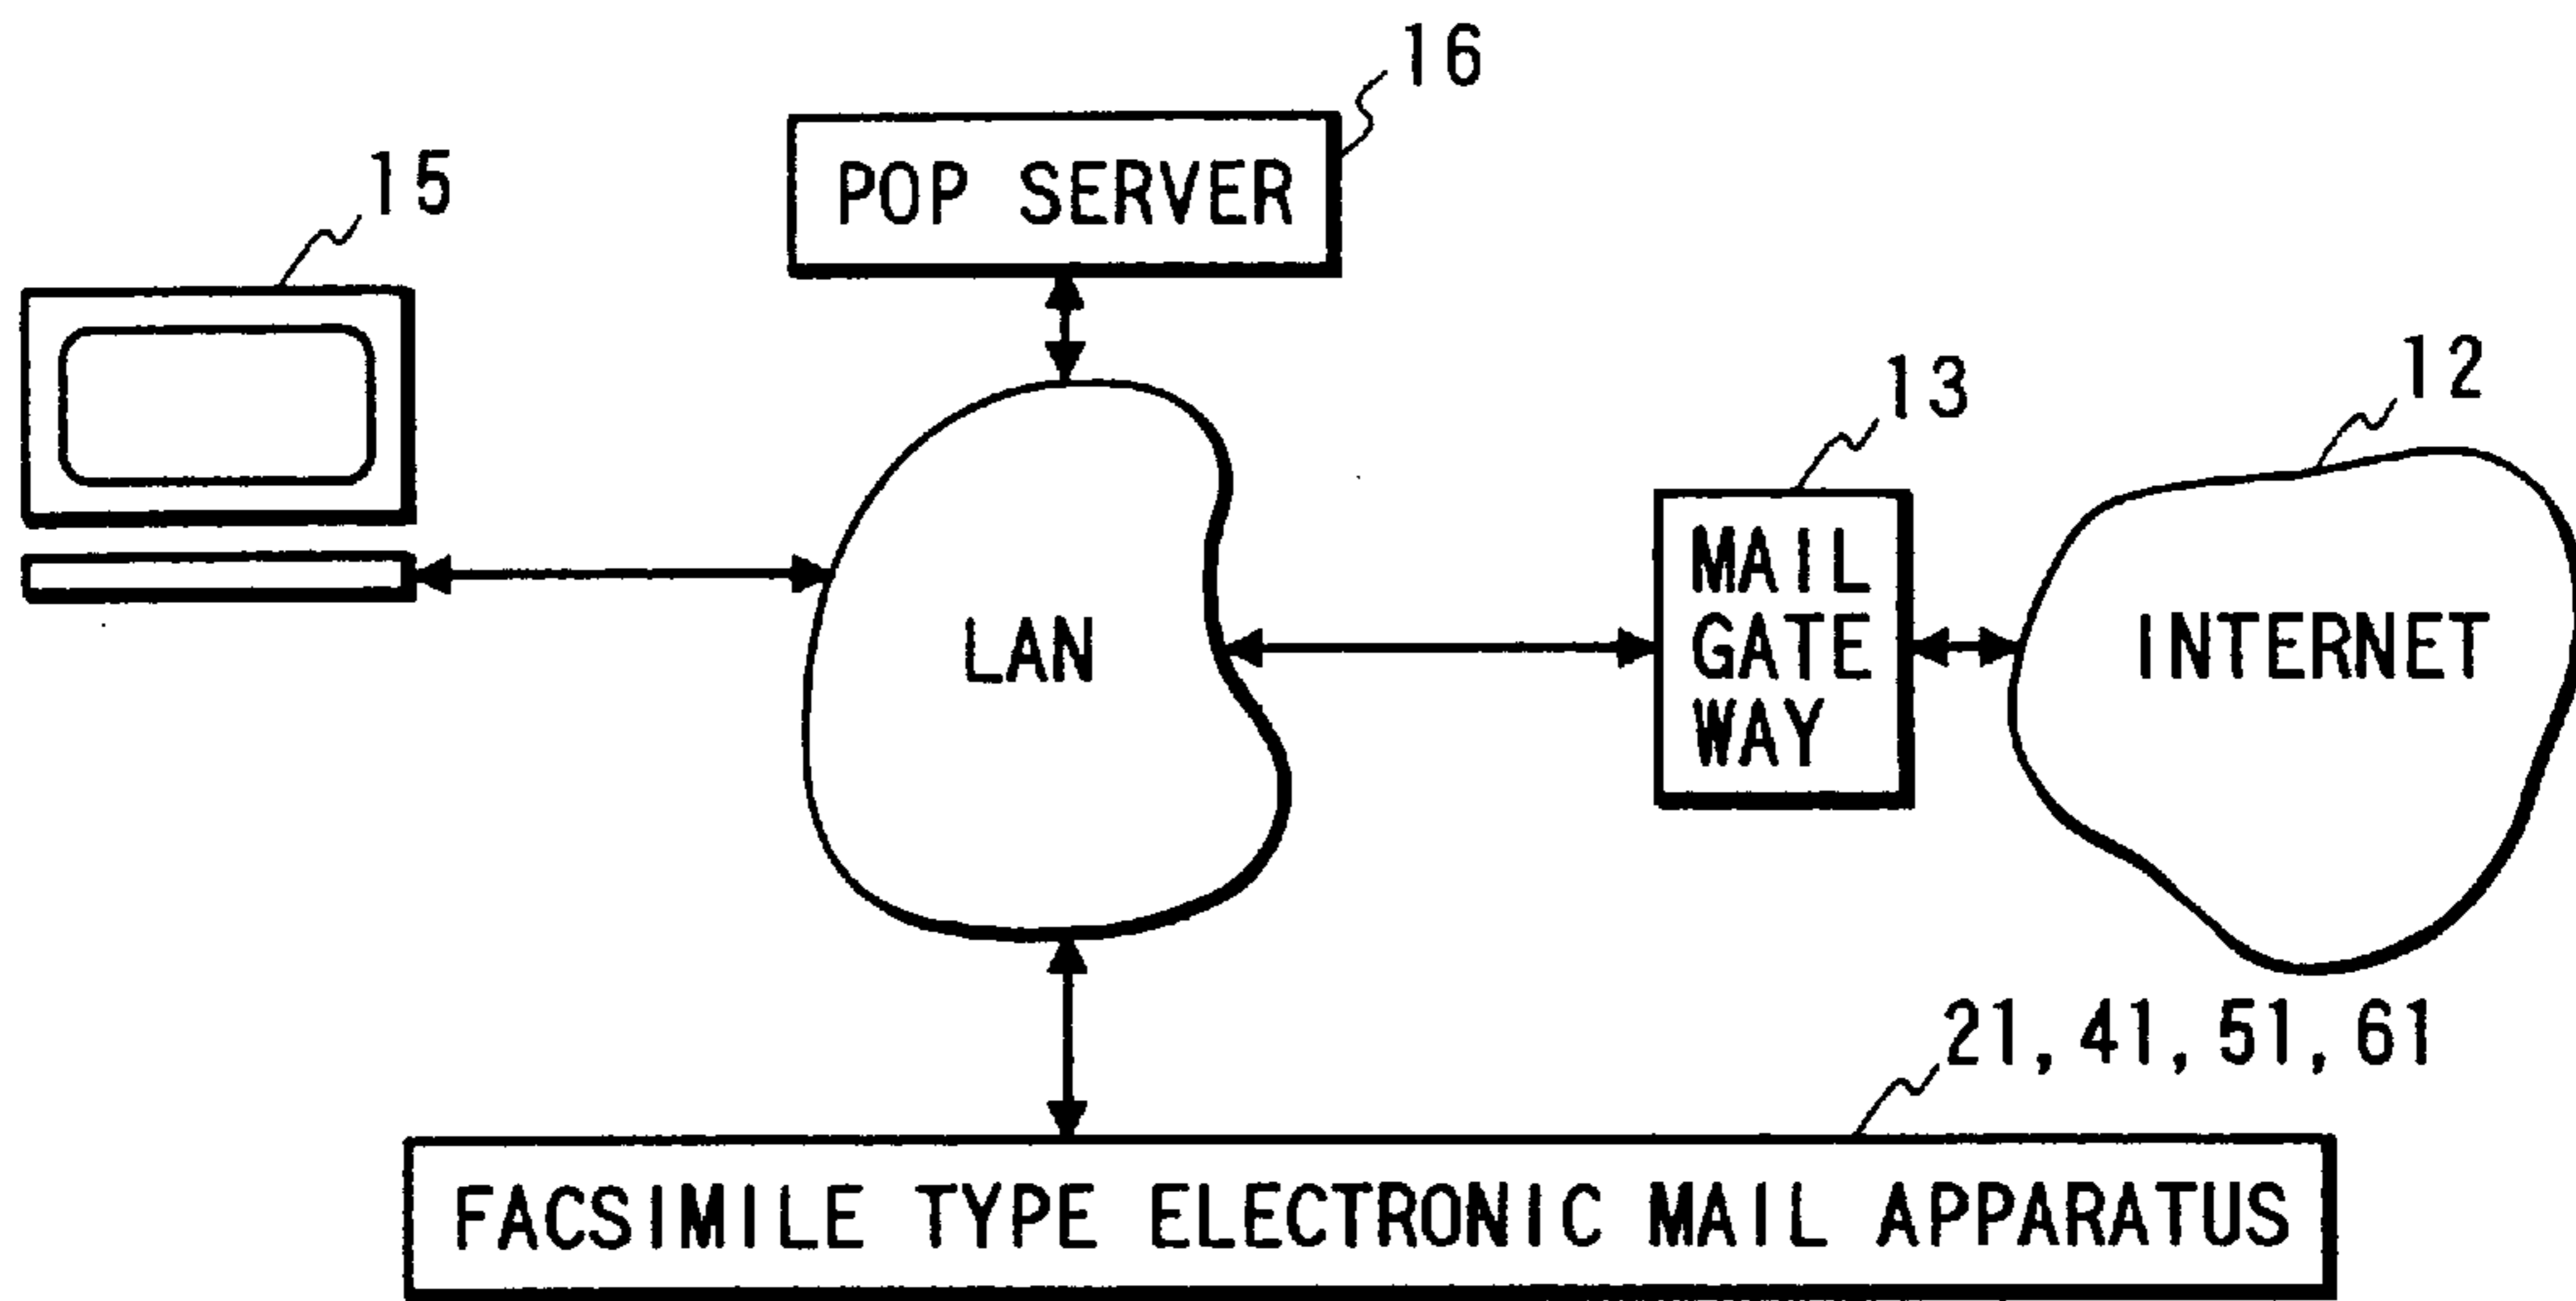 16
POP SERVER
15
13
12
MAIL
GATE
WAY
LAN
INTERNET
21, 41, 51, 61
FACSIMILE TYPE ELECTRONIC MAIL APPARATUS